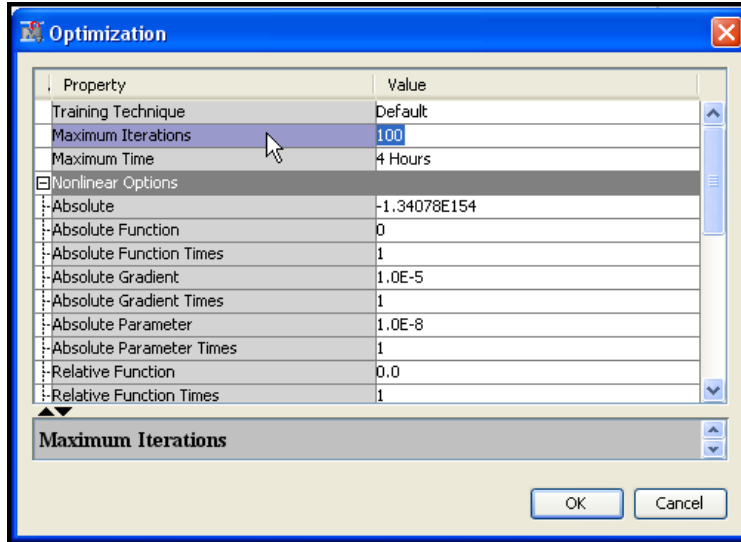 Optimization
Property Value
Training Technique Default
Maximum Iterations 100
Maximum Time 4 Hours
Nonlinear Options
Absolute -1.34078E154
Absolute Function 0
Absolute Function Times 1
Absolute Gradient 1.0E-5
Absolute Gradient Times 1
Absolute Parameter 1.0E-8
Absolute Parameter Times 1
Relative Function 0.0
Relative Function Times 1
Maximum Iterations
OK Cancel